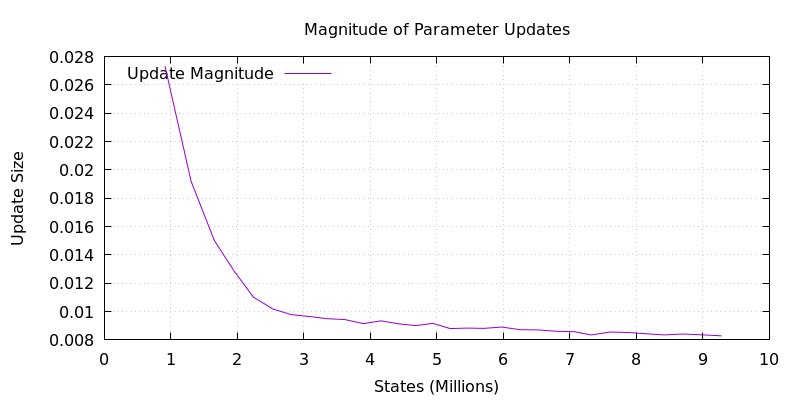 Magnitude of Parameter Updates
Update Magnitude
Update Size
0.028
0.026
0.024
0.022
0.02
0.018
0.016
0.014
0.012
0.01
0.008
0 1 2 3 4 5 6 7 8 9 10
States (Millions)